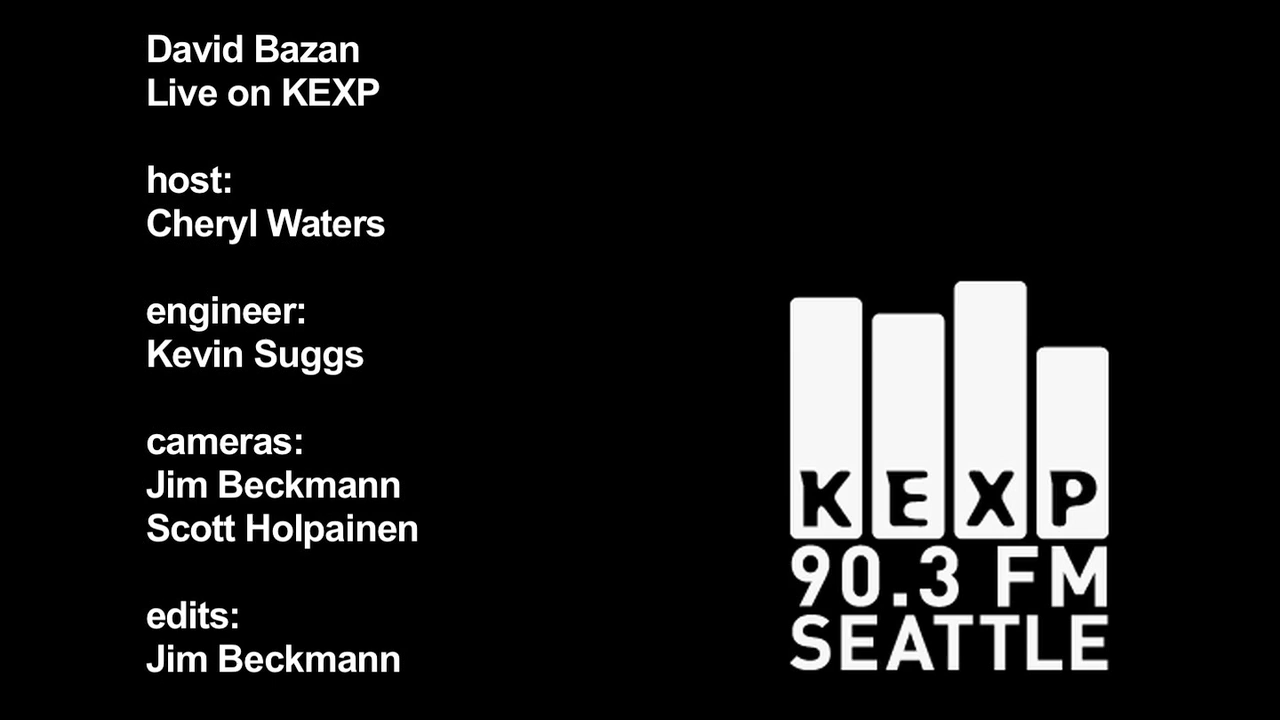 David Bazan
Live on KEXP
host:
Cheryl Waters
engineer:
Kevin Suggs
cameras:
Jim Beckmann
Scott Holpainen
edits:
Jim Beckmann
KEXP
90.3 FM
SEATTLE